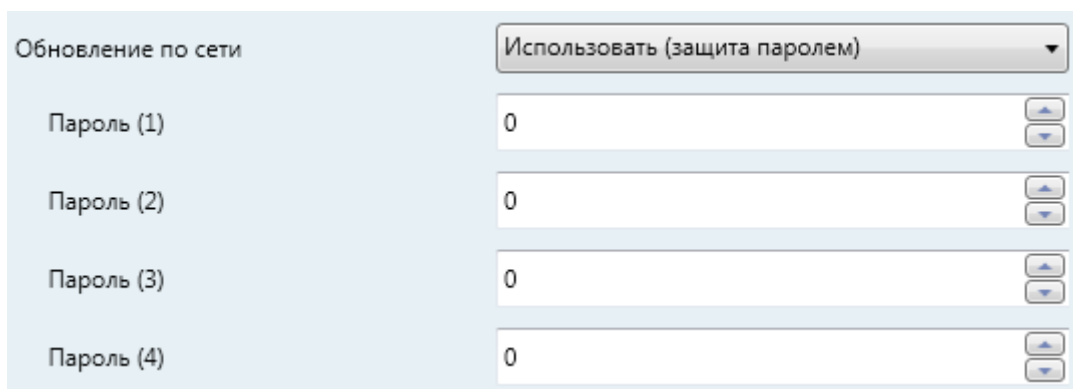 Обновление по сети Использовать (защита паролем)
Пароль (1) 0
Пароль (2) 0
Пароль (3) 0
Пароль (4) 0